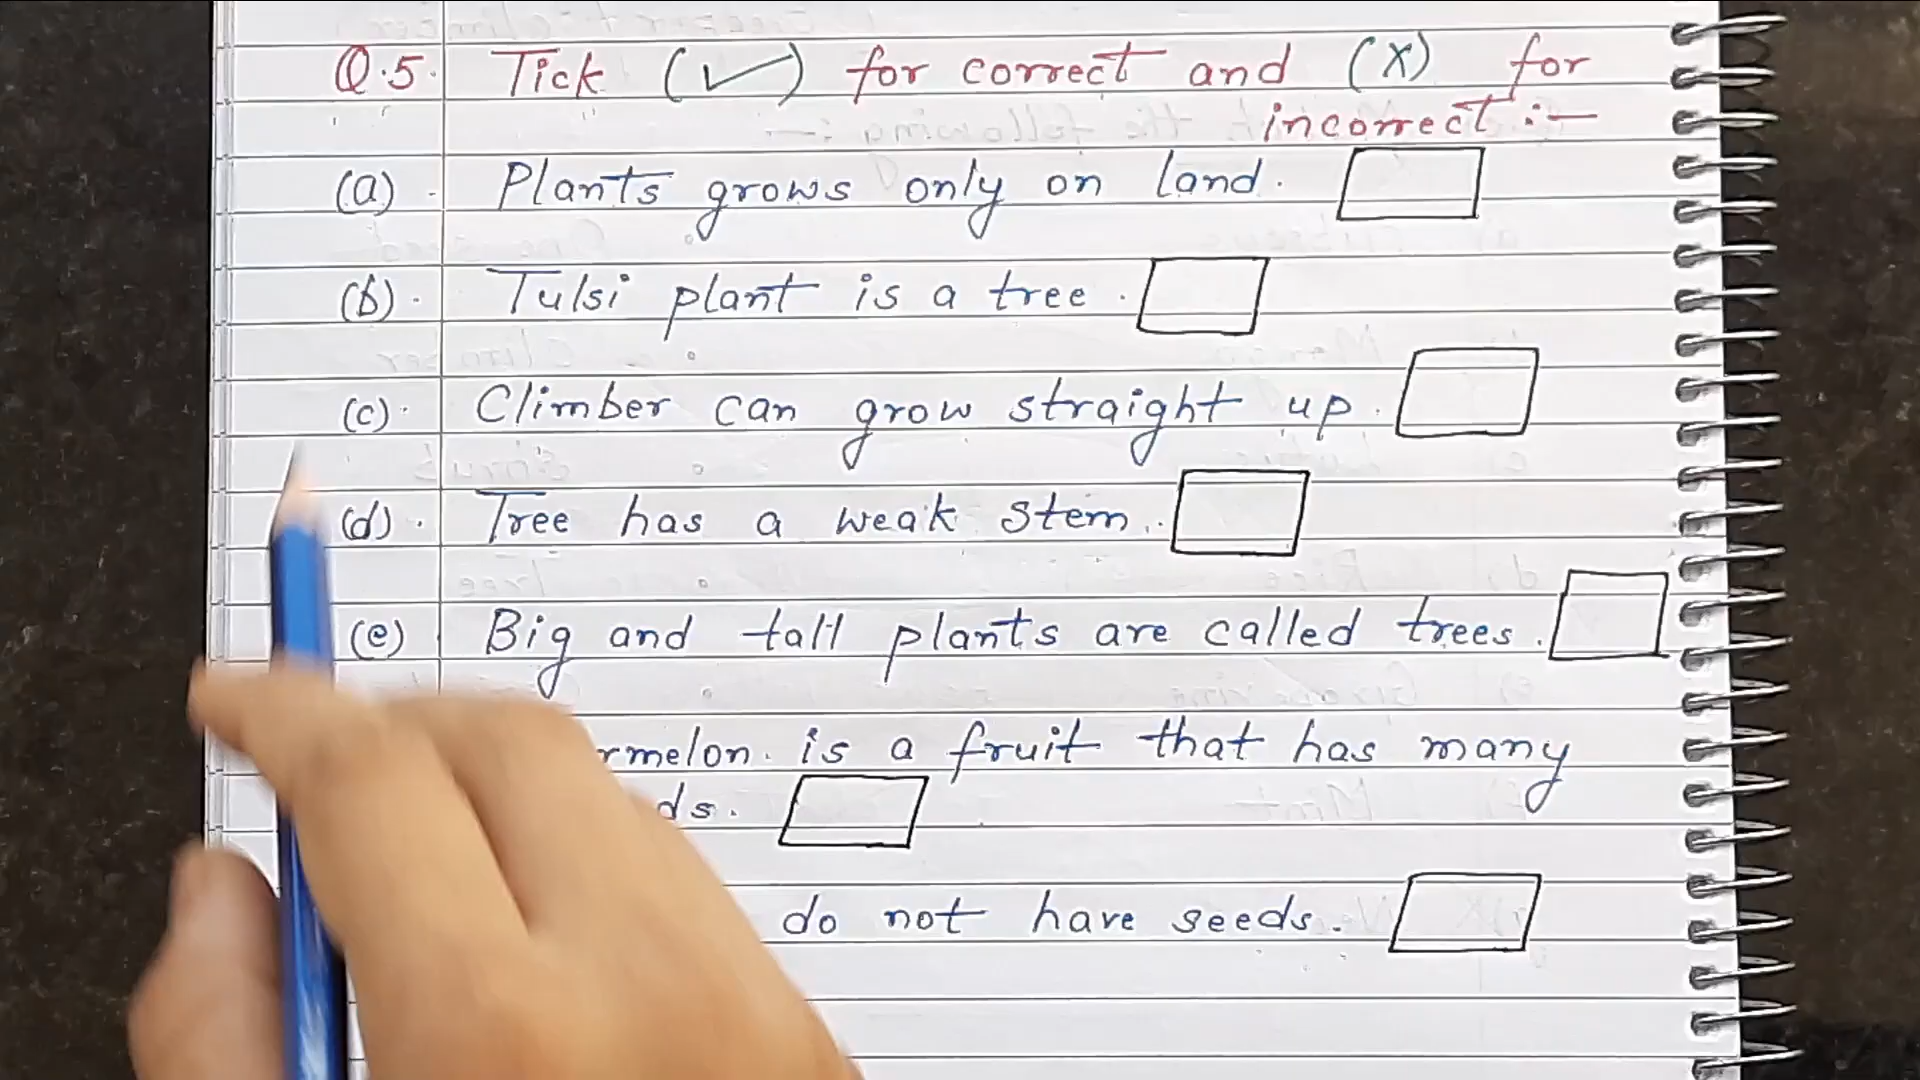 Q.5. Tick (✓) for correct and (X) for
incorrect :-
(a). Plants grows only on land.
(b). Tulsi plant is a tree.
(c). Climber can grow straight up.
(d). Tree has a weak stem.
(e) Big and tall plants are called trees.
rmelon is a fruit that has many
ds.
do not have seeds.